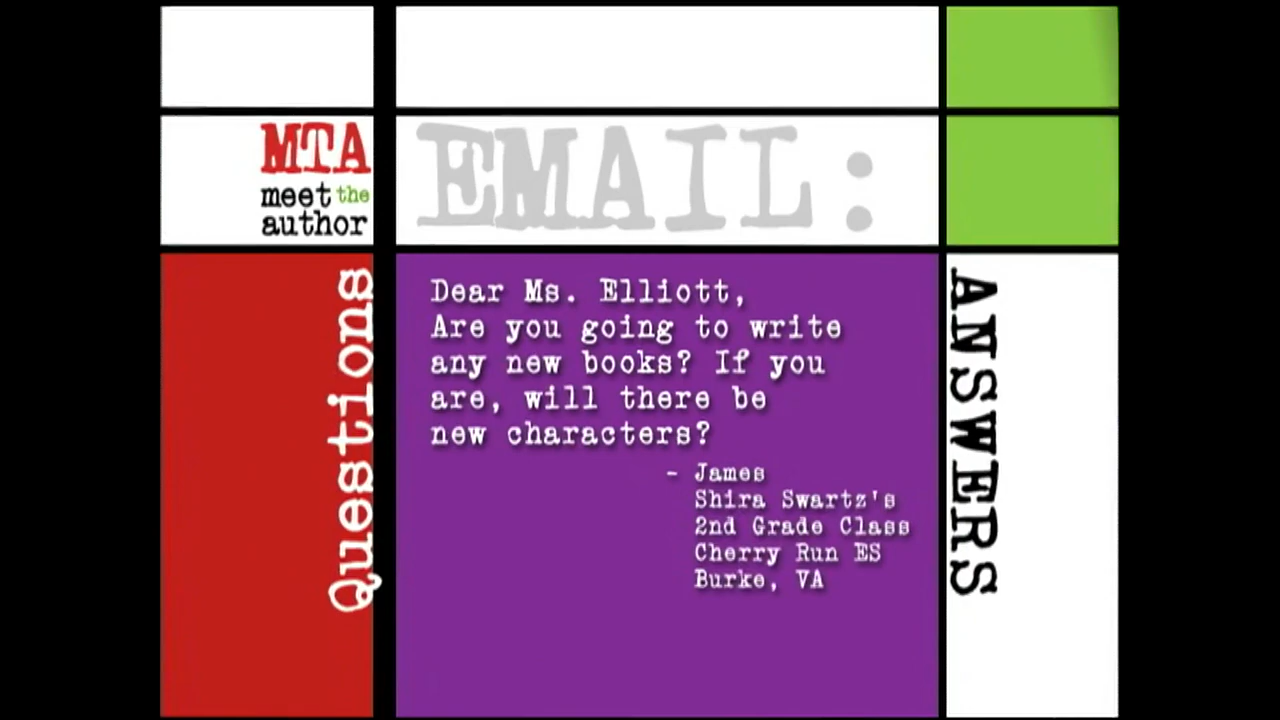 MTA
meet the
author
EMAIL:
Questions
Dear Ms. Elliott,
Are you going to write
any new books? If you
are, will there be
new characters?
- James
Shira Swartz's
2nd Grade Class
Cherry Run ES
Burke, VA
ANSWERS